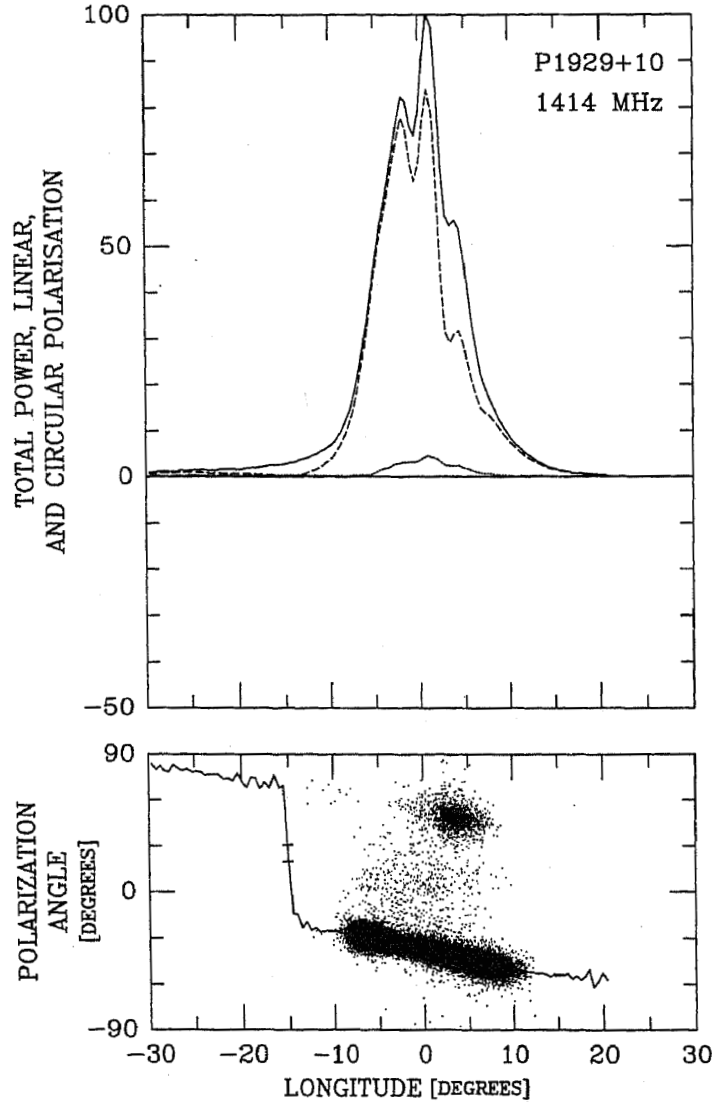 100
P1929+10
1414 MHz
50
0
−50
TOTAL POWER, LINEAR,
AND CIRCULAR POLARISATION
90
0
−90
POLARIZATION
ANGLE
[DEGREES]
−30
−20
−10
0
10
20
30
LONGITUDE [DEGREES]